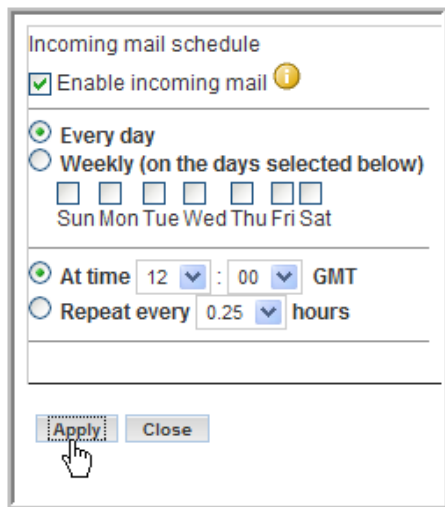 Incoming mail schedule
Enable incoming mail i
Every day
Weekly (on the days selected below)
Sun Mon Tue Wed Thu Fri Sat
At time 12 : 00 GMT
Repeat every 0.25 hours
Apply Close